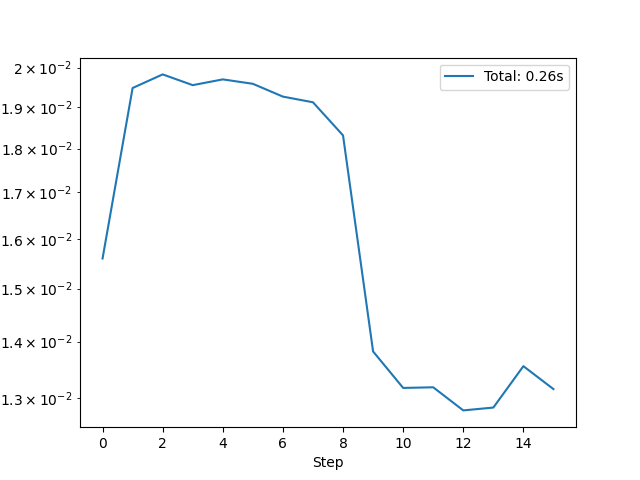 2 × 10⁻²
1.9 × 10⁻²
1.8 × 10⁻²
1.7 × 10⁻²
1.6 × 10⁻²
1.5 × 10⁻²
1.4 × 10⁻²
1.3 × 10⁻²
Total: 0.26s
0 2 4 6 8 10 12 14
Step